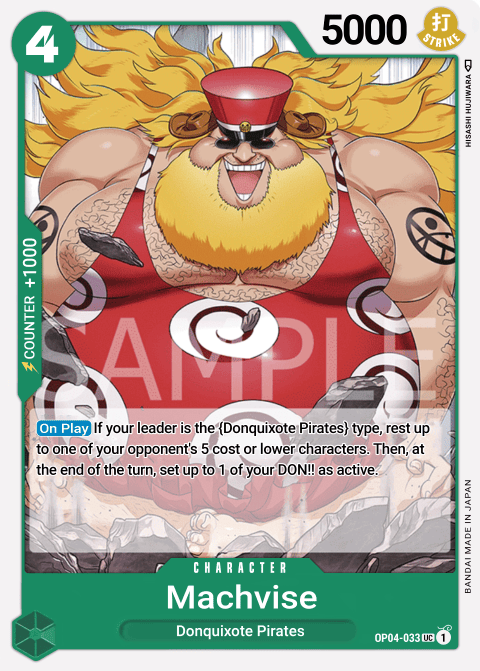 4
5000
打
STRIKE
HISASHI HUJIWARA
COUNTER +1000
SAMPLE
On Play If your leader is the {Donquixote Pirates} type, rest up
to one of your opponent's 5 cost or lower characters. Then, at
the end of the turn, set up to 1 of your DON!! as active.
BANDAI MADE IN JAPAN
CHARACTER
Machvise
Donquixote Pirates
OP04-033 UC 1